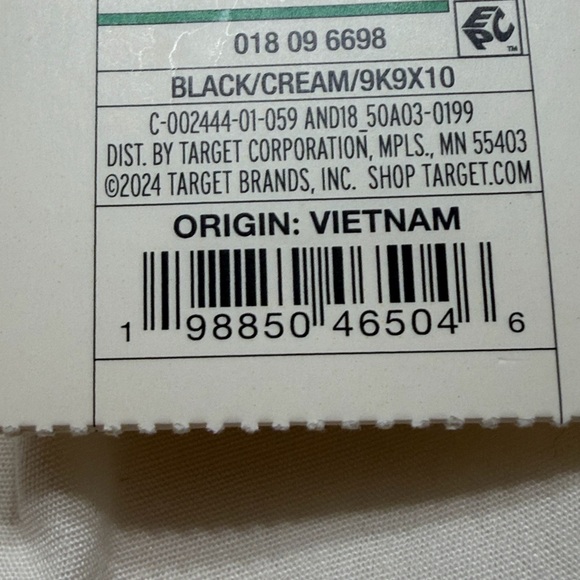 EPC™
018 09 6698
BLACK/CREAM/9K9X10
C-002444-01-059 AND18_50A03-0199
DIST. BY TARGET CORPORATION, MPLS., MN 55403
©2024 TARGET BRANDS, INC. SHOP TARGET.COM
ORIGIN: VIETNAM
1 98850 46504 6